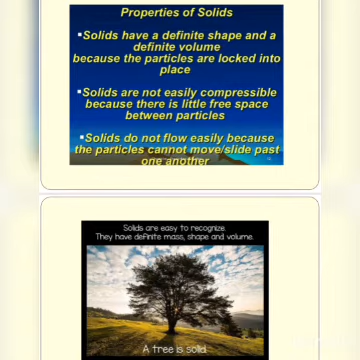 Properties of Solids
▪Solids have a definite shape and a
definite volume
because the particles are locked into
place
▪Solids are not easily compressible
because there is little free space
between particles
▪Solids do not flow easily because
the particles cannot move/slide past
one another
Solids are easy to recognize.
They have definite mass, shape and volume.
A tree is solid.